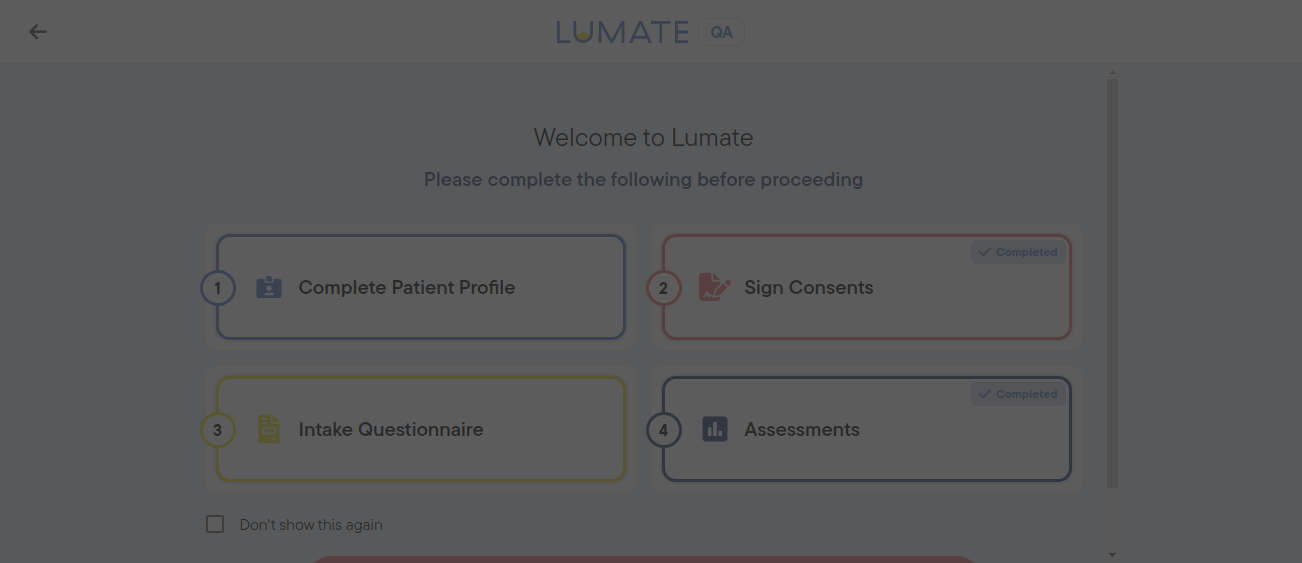 LUMATE QA
Welcome to Lumate
Please complete the following before proceeding
1 Complete Patient Profile
Completed
2 Sign Consents
3 Intake Questionnaire
Completed
4 Assessments
Don't show this again